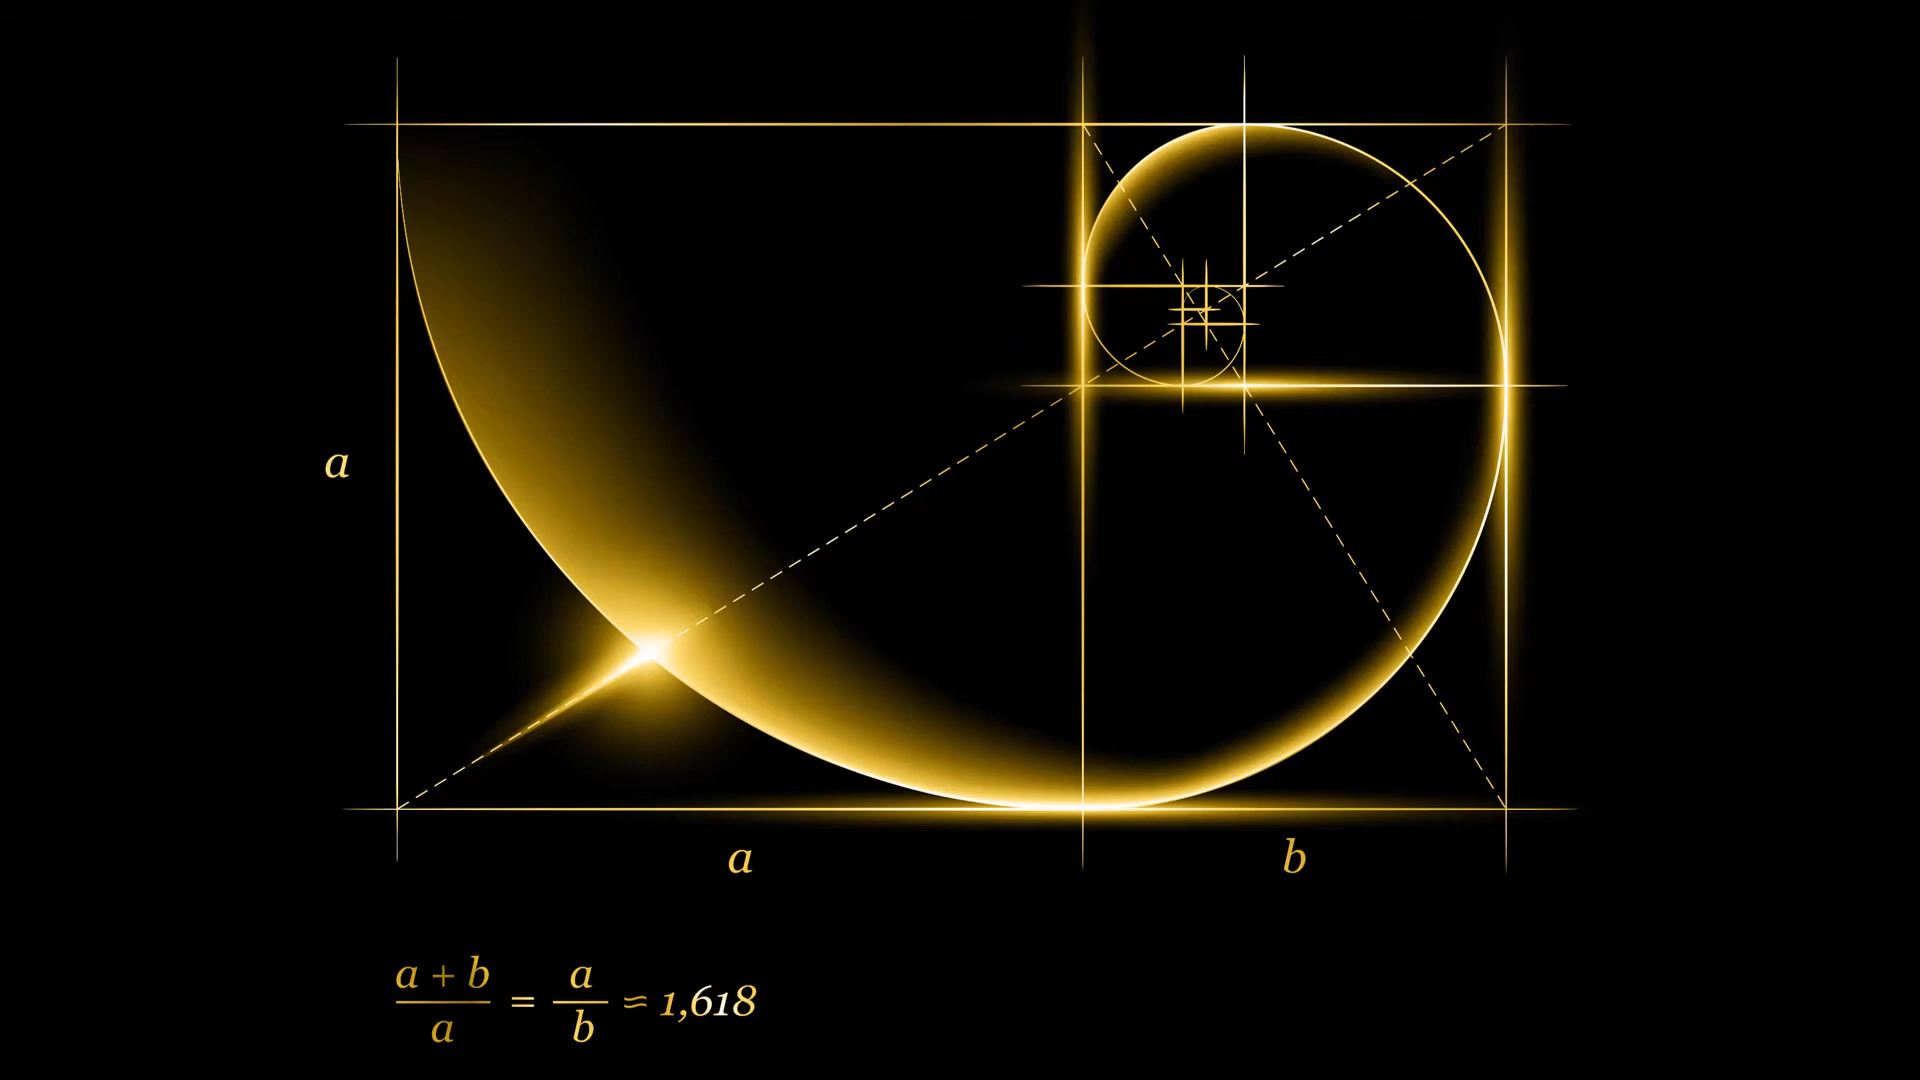 a
a b
a + b / a = a / b ≈ 1,618